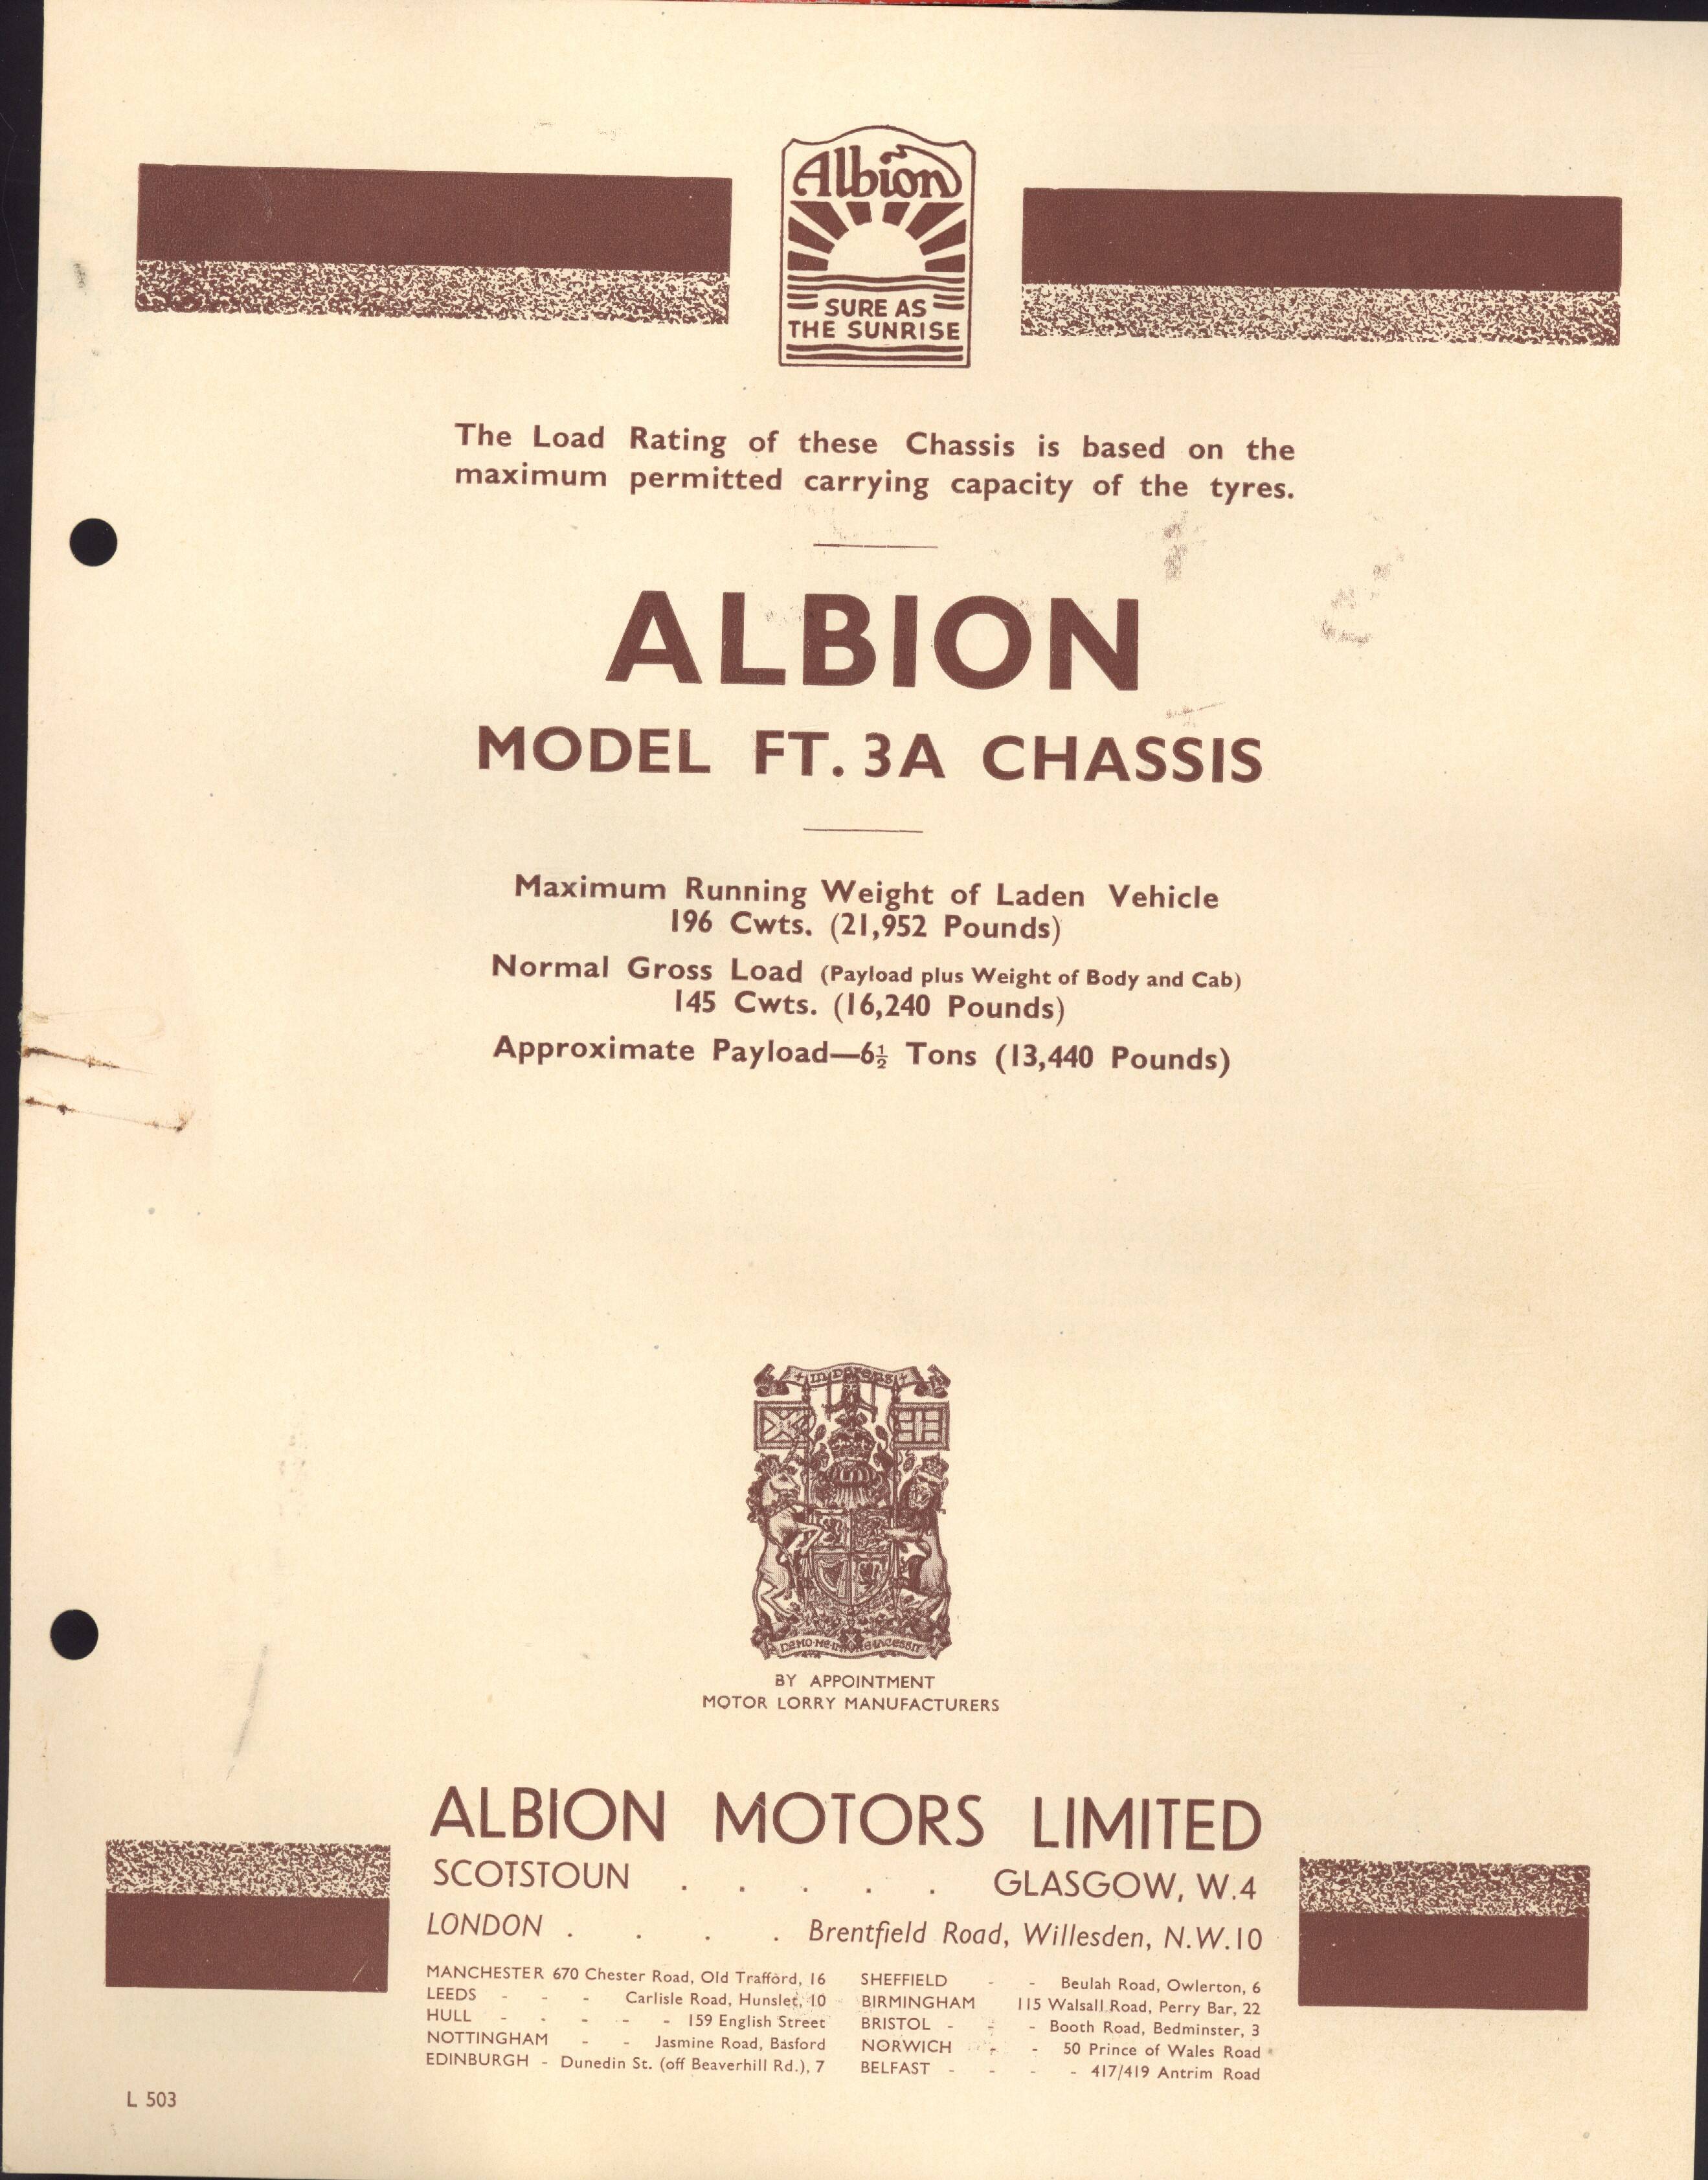 Albion
SURE AS
THE SUNRISE
The Load Rating of these Chassis is based on the
maximum permitted carrying capacity of the tyres.
ALBION
MODEL FT. 3A CHASSIS
Maximum Running Weight of Laden Vehicle
196 Cwts. (21,952 Pounds)
Normal Gross Load (Payload plus Weight of Body and Cab)
145 Cwts. (16,240 Pounds)
Approximate Payload—6½ Tons (13,440 Pounds)
IN DEFENS
NEMO ME IMPUNE LACESSIT
BY APPOINTMENT
MOTOR LORRY MANUFACTURERS
ALBION MOTORS LIMITED
SCOTSTOUN . . . . . GLASGOW, W.4
LONDON . . . . Brentfield Road, Willesden, N.W.10
MANCHESTER 670 Chester Road, Old Trafford, 16
LEEDS - - - Carlisle Road, Hunslet, 10
HULL - - - - - 159 English Street
NOTTINGHAM - - Jasmine Road, Basford
EDINBURGH - Dunedin St. (off Beaverhill Rd.), 7
SHEFFIELD - - Beulah Road, Owlerton, 6
BIRMINGHAM 115 Walsall Road, Perry Bar, 22
BRISTOL - - - Booth Road, Bedminster, 3
NORWICH - - 50 Prince of Wales Road
BELFAST - - - - 417/419 Antrim Road
L 503